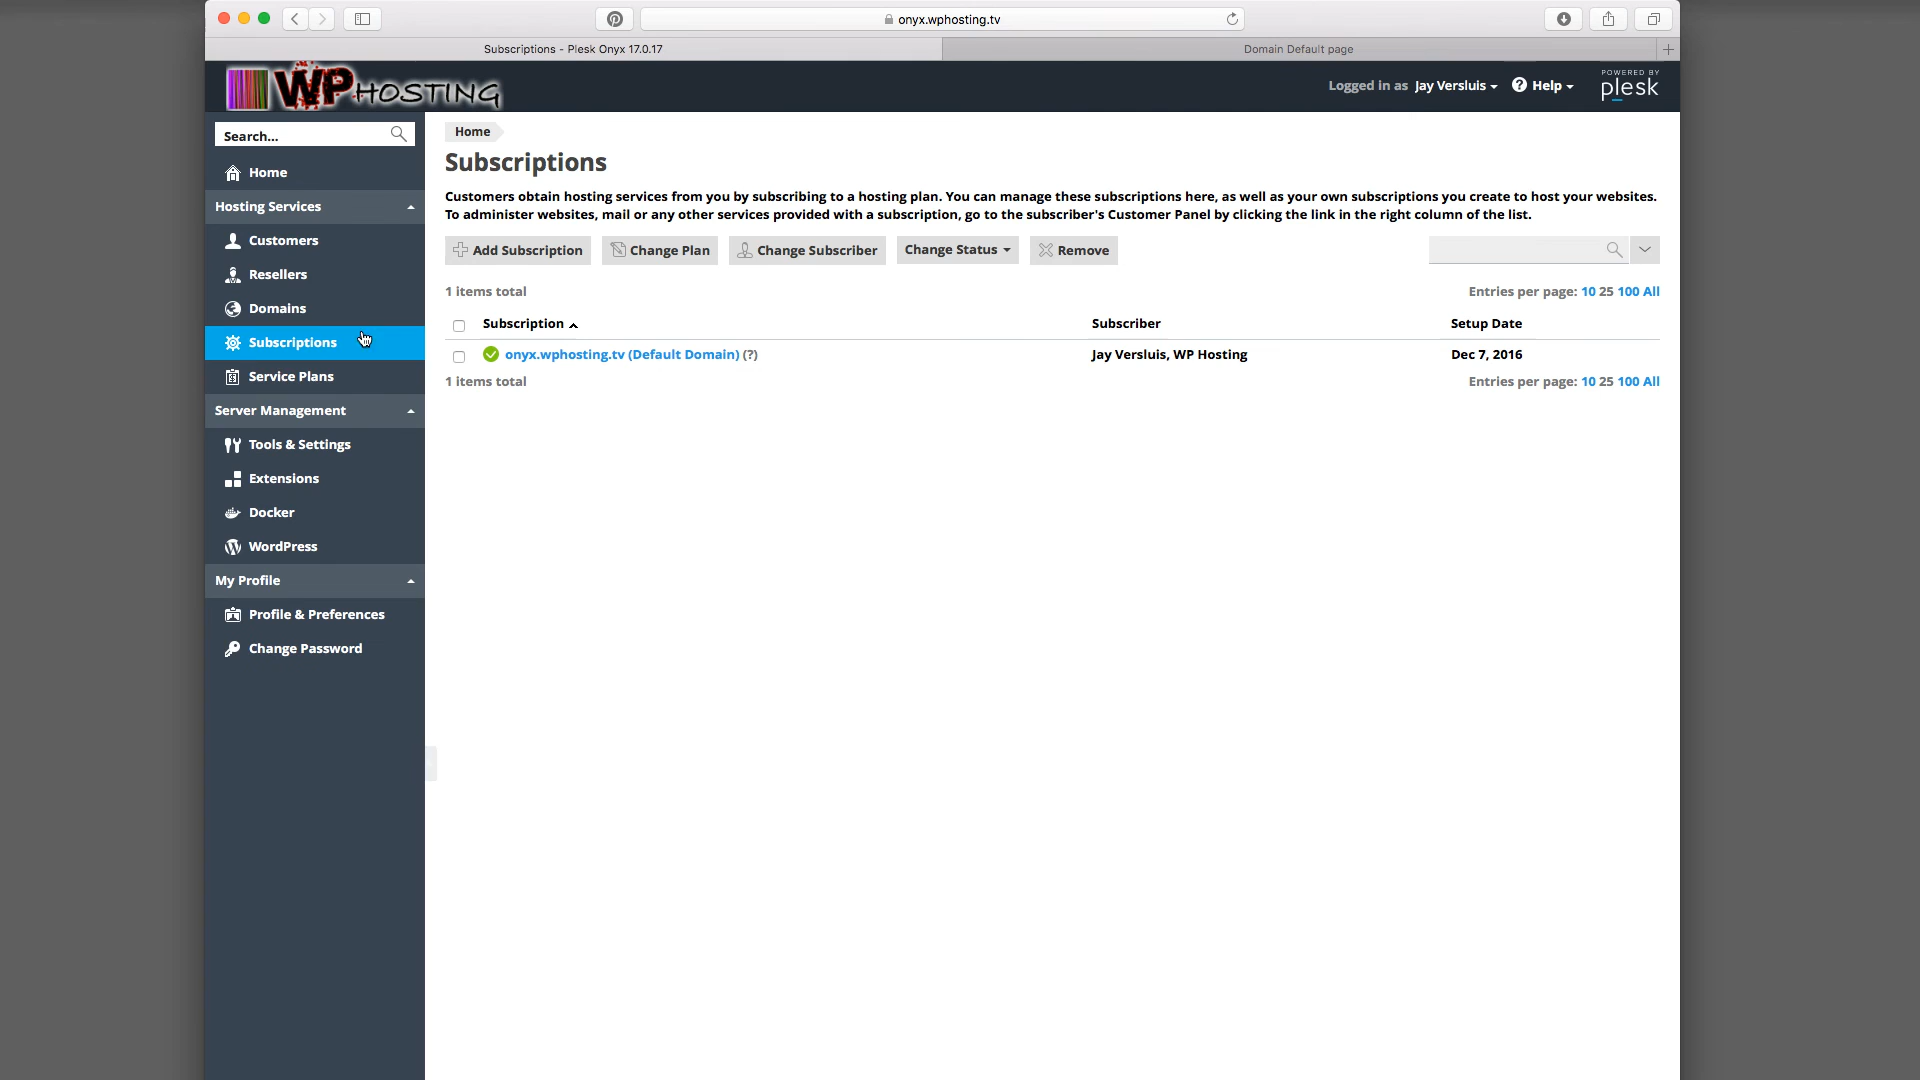 onyx.wphosting.tv
Subscriptions - Plesk Onyx 17.0.17
Domain Default page
WPHOSTING
Logged in as Jay Versluis
Help
POWERED BY
plesk
Search...
Home
Hosting Services
Customers
Resellers
Domains
Subscriptions
Service Plans
Server Management
Tools & Settings
Extensions
Docker
WordPress
My Profile
Profile & Preferences
Change Password
Home
Subscriptions
Customers obtain hosting services from you by subscribing to a hosting plan. You can manage these subscriptions here, as well as your own subscriptions you create to host your websites.
To administer websites, mail or any other services provided with a subscription, go to the subscriber's Customer Panel by clicking the link in the right column of the list.
Add Subscription Change Plan Change Subscriber Change Status Remove
1 items total Entries per page: 10 25 100 All
Subscription Subscriber Setup Date
onyx.wphosting.tv (Default Domain) (?) Jay Versluis, WP Hosting Dec 7, 2016
1 items total Entries per page: 10 25 100 All